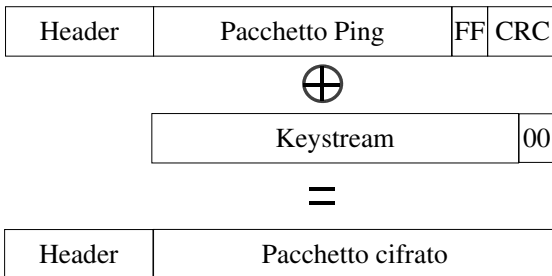 Header Pacchetto Ping FF CRC
Keystream 00
=
Header Pacchetto cifrato